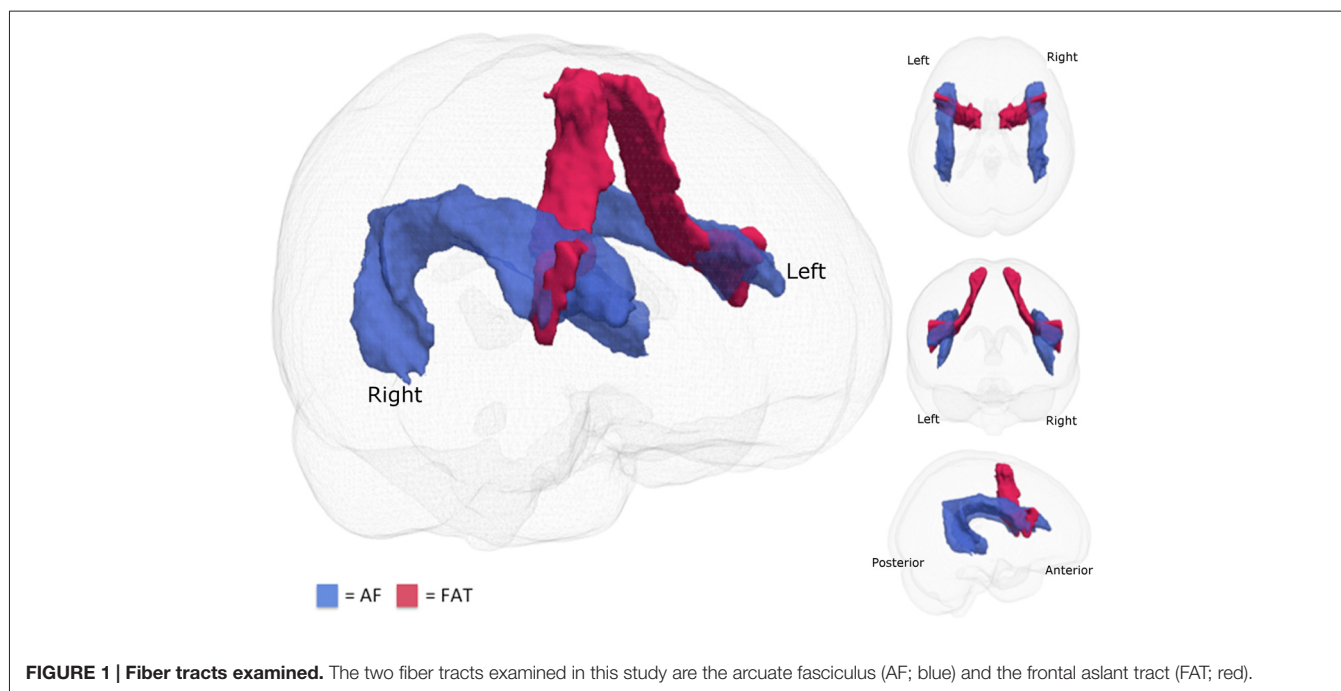 Left
Right
Left
Right
Left
Right
Posterior
Anterior
= AF = FAT
FIGURE 1 | Fiber tracts examined. The two fiber tracts examined in this study are the arcuate fasciculus (AF; blue) and the frontal aslant tract (FAT; red).